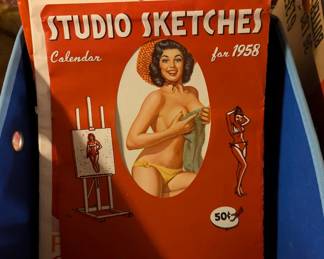 STUDIO SKETCHES
Calendar for 1958
50¢